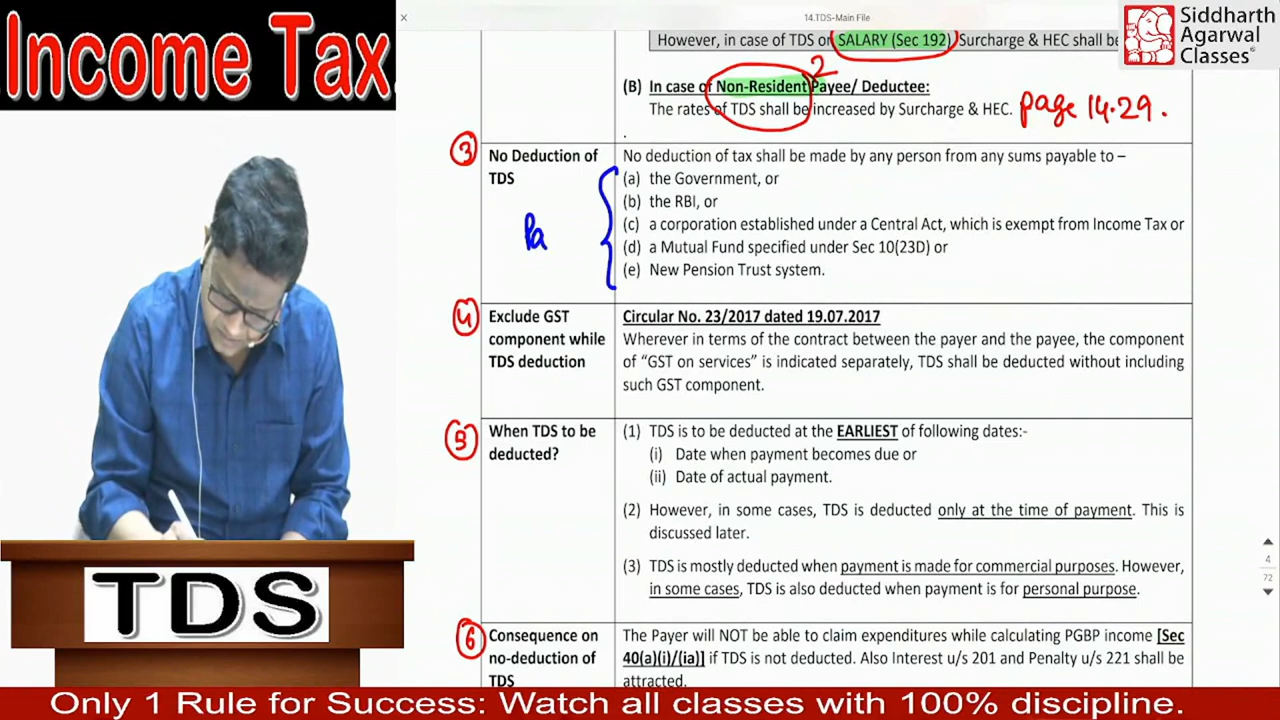 Income Tax.
14.TDS-Main File
Siddharth
Agarwal
Classes®
However, in case of TDS on SALARY (Sec 192) Surcharge & HEC shall be
2
(B) In case of Non-Resident Payee/ Deductee:
The rates of TDS shall be increased by Surcharge & HEC. page 14.29.
3
No Deduction of
TDS
Pa
No deduction of tax shall be made by any person from any sums payable to –
(a) the Government, or
(b) the RBI, or
(c) a corporation established under a Central Act, which is exempt from Income Tax or
(d) a Mutual Fund specified under Sec 10(23D) or
(e) New Pension Trust system.
4
Exclude GST
component while
TDS deduction
Circular No. 23/2017 dated 19.07.2017
Wherever in terms of the contract between the payer and the payee, the component
of “GST on services” is indicated separately, TDS shall be deducted without including
such GST component.
5
When TDS to be
deducted?
(1) TDS is to be deducted at the EARLIEST of following dates:-
(i) Date when payment becomes due or
(ii) Date of actual payment.
(2) However, in some cases, TDS is deducted only at the time of payment. This is
discussed later.
(3) TDS is mostly deducted when payment is made for commercial purposes. However,
in some cases, TDS is also deducted when payment is for personal purpose.
6
Consequence on
no-deduction of
TDS
The Payer will NOT be able to claim expenditures while calculating PGBP income [Sec
40(a)(i)/(ia)] if TDS is not deducted. Also Interest u/s 201 and Penalty u/s 221 shall be
attracted.
4
72
TDS
Only 1 Rule for Success: Watch all classes with 100% discipline.